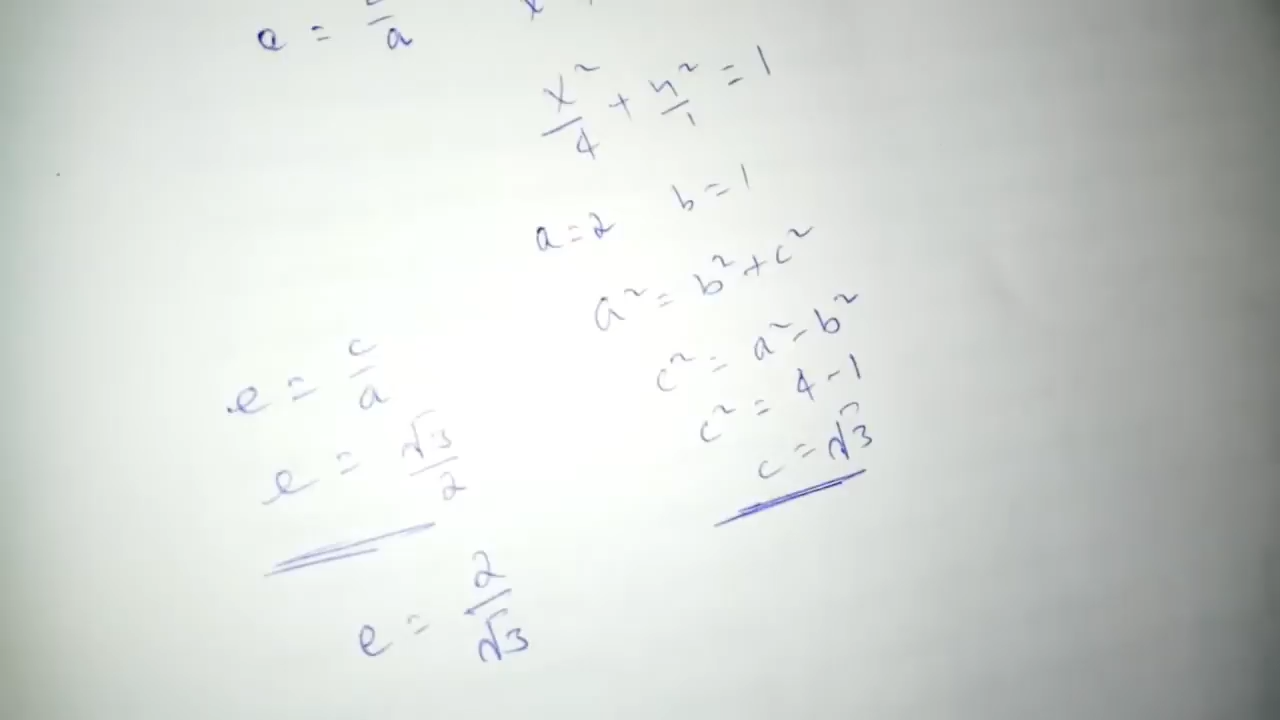 e = c/a x
x²/4 + y²/1 = 1
a = 2 b = 1
a² = b² + c²
c² = a² - b²
c² = 4 - 1
c = √3
e = c/a
e = √3/2
e = 2/√3